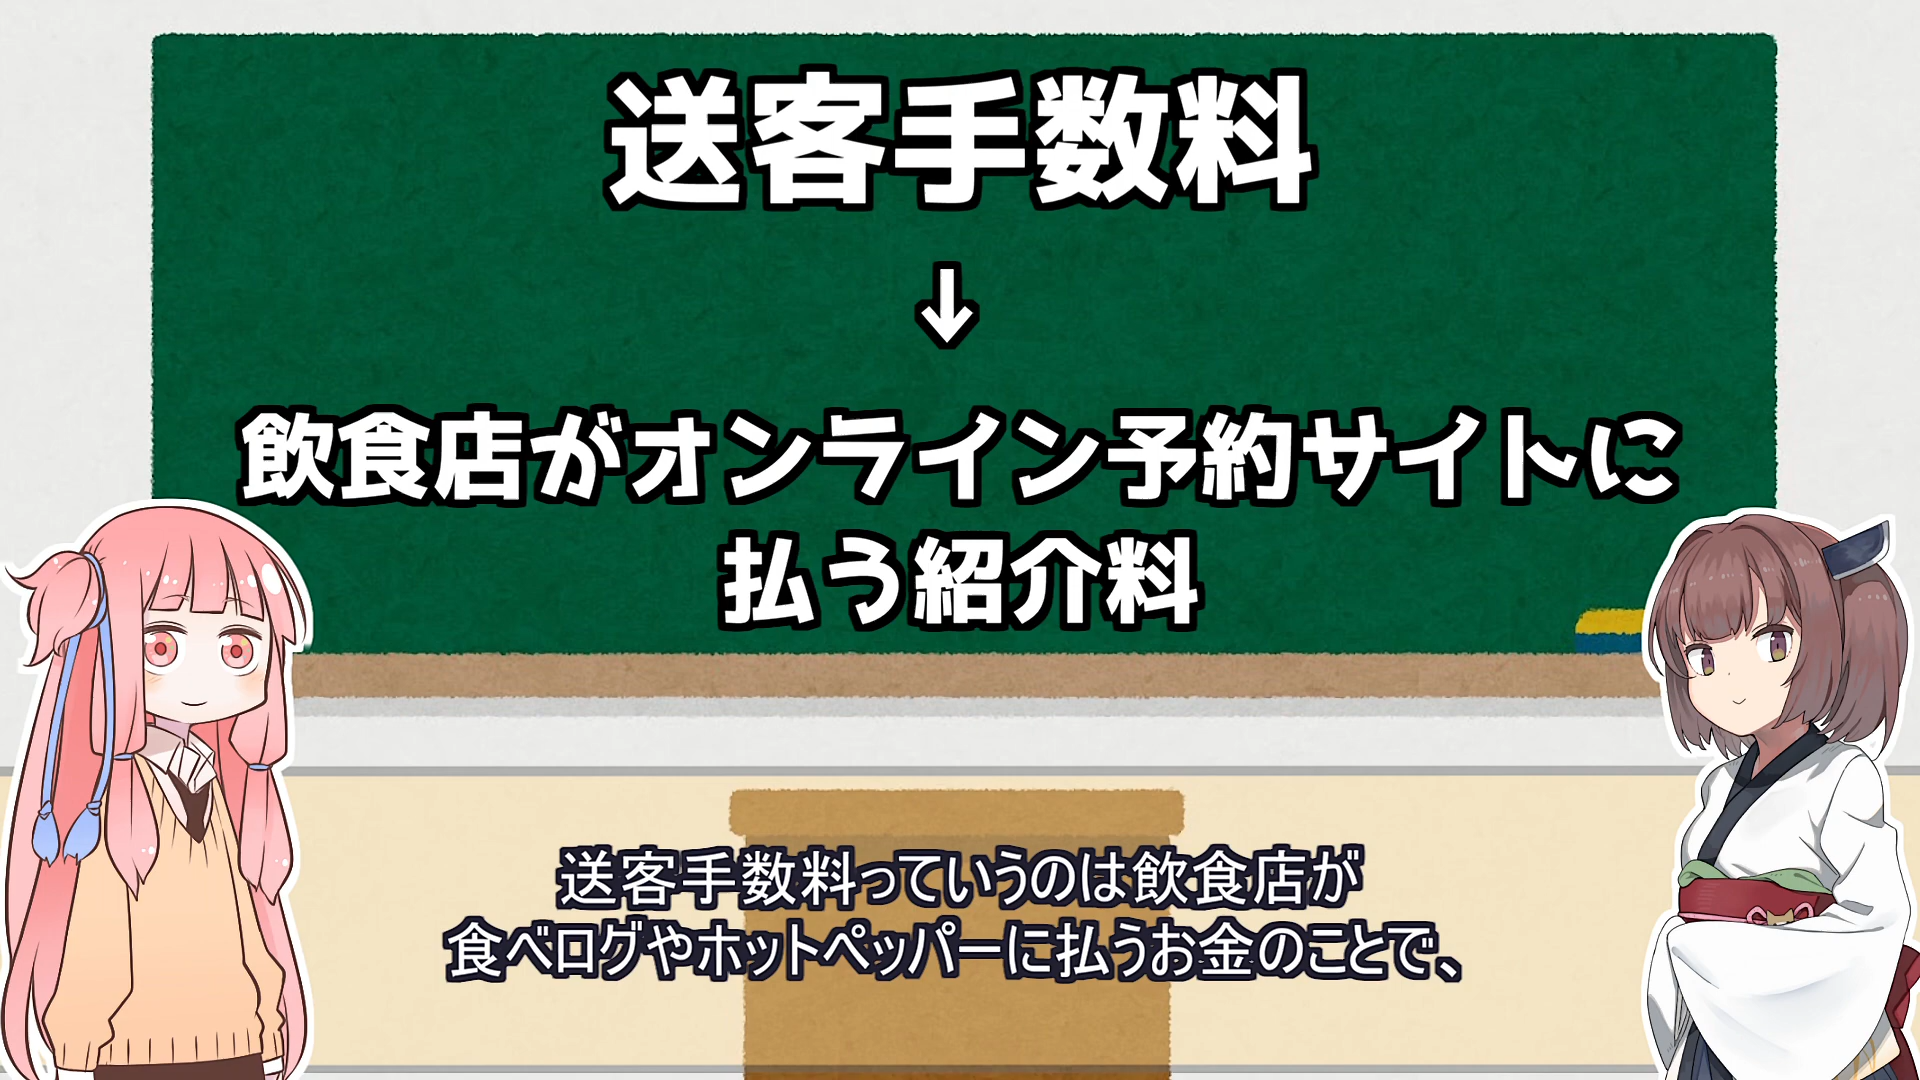 送客手数料
↓
飲食店がオンライン予約サイトに
払う紹介料
送客手数料っていうのは飲食店が
食べログやホットペッパーに払うお金のことで、